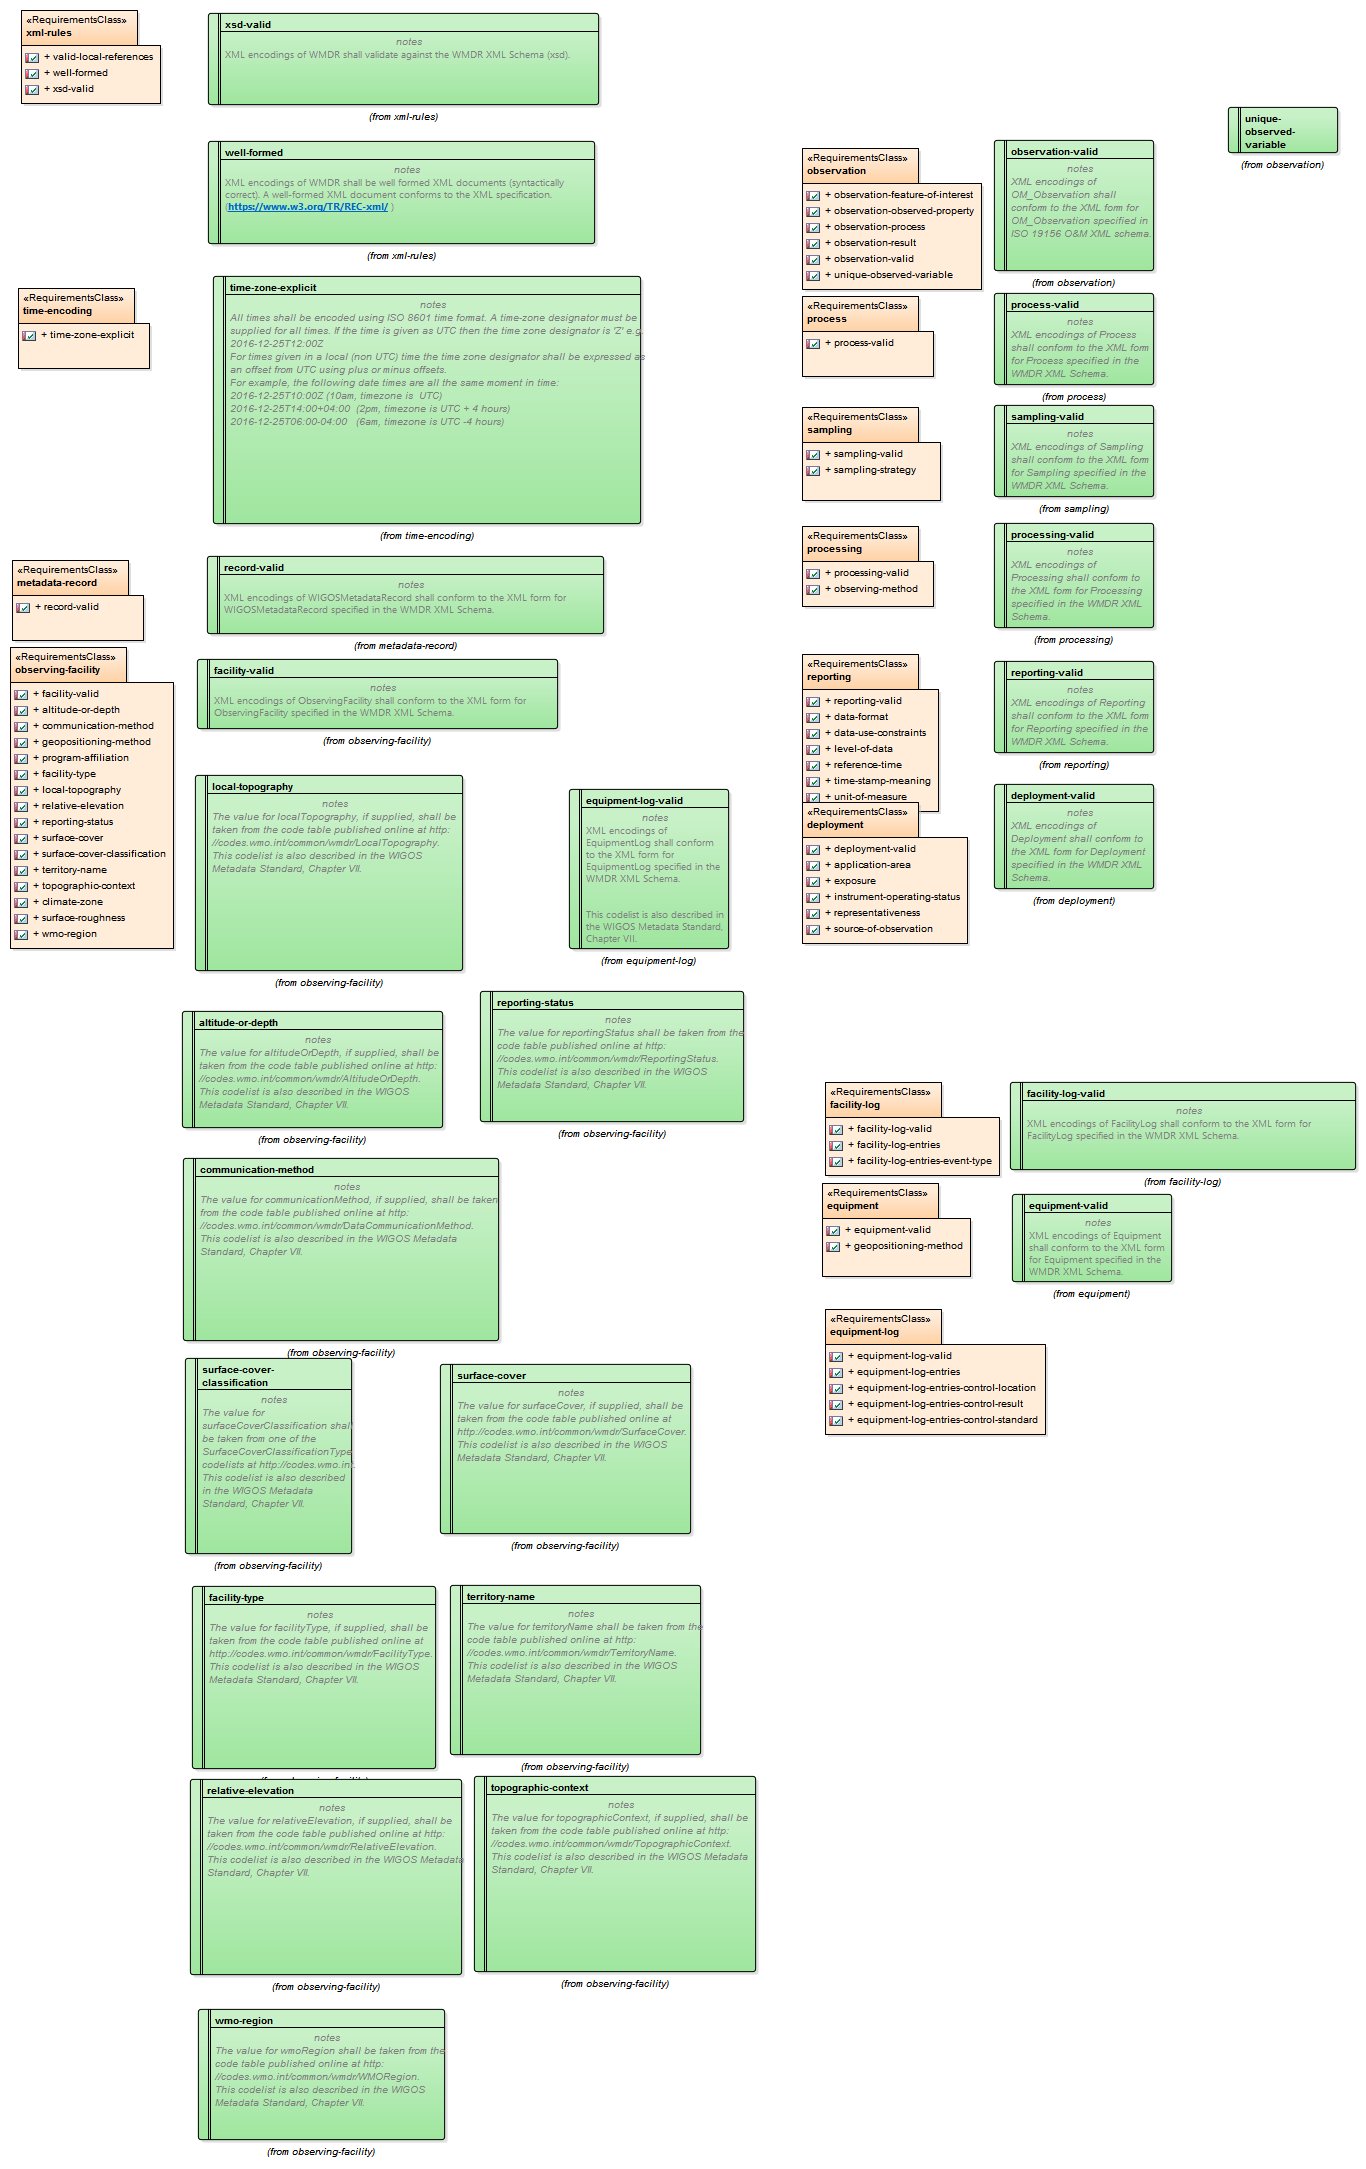 «RequirementsClass»
xml-rules
+ valid-local-references
+ well-formed
+ xsd-valid
xsd-valid
notes
XML encodings of WMDR shall validate against the WMDR XML Schema (xsd).
(from xml-rules)
well-formed
notes
XML encodings of WMDR shall be well formed XML documents (syntactically
correct). A well-formed XML document conforms to the XML specification.
(https://www.w3.org/TR/REC-xml/ )
(from xml-rules)
«RequirementsClass»
time-encoding
+ time-zone-explicit
time-zone-explicit
notes
All times shall be encoded using ISO 8601 time format. A time-zone designator must be
supplied for all times. If the time is given as UTC then the time zone designator is 'Z' e.g.
2016-12-25T12:00Z
For times given in a local (non UTC) time the time zone designator shall be expressed as
an offset from UTC using plus or minus offsets.
For example, the following date times are all the same moment in time:
2016-12-25T10:00Z (10am, timezone is  UTC)
2016-12-25T14:00+04:00  (2pm, timezone is UTC + 4 hours)
2016-12-25T06:00-04:00   (6am, timezone is UTC -4 hours)
(from time-encoding)
«RequirementsClass»
metadata-record
+ record-valid
record-valid
notes
XML encodings of WIGOSMetadataRecord shall conform to the XML form for
WIGOSMetadataRecord specified in the WMDR XML Schema.
(from metadata-record)
«RequirementsClass»
observing-facility
+ facility-valid
+ altitude-or-depth
+ communication-method
+ geopositioning-method
+ program-affiliation
+ facility-type
+ local-topography
+ relative-elevation
+ reporting-status
+ surface-cover
+ surface-cover-classification
+ territory-name
+ topographio-context
+ climate-zone
+ surface-roughness
+ wmo-region
facility-valid
notes
XML encodings of ObservingFacility shall conform to the XML form for
ObservingFacility specified in the WMDR XML Schema.
(from observing-facility)
local-topography
notes
The value for localTopography, if supplied, shall be
taken from the code table published online at http:
//codes.wmo.int/common/wmdr/LocalTopography.
This codelist is also described in the WIGOS
Metadata Standard, Chapter VII.
(from observing-facility)
equipment-log-valid
notes
XML encodings of
EquipmentLog shall conform
to the XML form for
EquipmentLog specified in the
WMDR XML Schema.
This codelist is also described in
the WIGOS Metadata Standard,
Chapter VII.
(from equipment-log)
altitude-or-depth
notes
The value for altitudeOrDepth, if supplied, shall be
taken from the code table published online at http:
//codes.wmo.int/common/wmdr/AltitudeOrDepth.
This codelist is also described in the WIGOS
Metadata Standard, Chapter VII.
(from observing-facility)
reporting-status
notes
The value for reportingStatus shall be taken from the
code table published online at http:
//codes.wmo.int/common/wmdr/ReportingStatus.
This codelist is also described in the WIGOS
Metadata Standard, Chapter VII.
(from observing-facility)
communication-method
notes
The value for communicationMethod, if supplied, shall be taken
from the code table published online at http:
//codes.wmo.int/common/wmdr/DataCommunicationMethod.
This codelist is also described in the WIGOS Metadata
Standard, Chapter VII.
(from observing-facility)
surface-cover-
classification
notes
The value for
surfaceCoverClassification shall
be taken from one of the
SurfaceCoverClassificationType
codelists at http://codes.wmo.int.
This codelist is also described
in the WIGOS Metadata
Standard, Chapter VII.
(from observing-facility)
surface-cover
notes
The value for surfaceCover, if supplied, shall be
taken from the code table published online at
http://codes.wmo.int/common/wmdr/SurfaceCover.
This codelist is also described in the WIGOS
Metadata Standard, Chapter VII.
(from observing-facility)
facility-type
notes
The value for facilityType, if supplied, shall be
taken from the code table published online at
http://codes.wmo.int/common/wmdr/FacilityType.
This codelist is also described in the WIGOS
Metadata Standard, Chapter VII.
territory-name
notes
The value for territoryName shall be taken from the
code table published online at http:
//codes.wmo.int/common/wmdr/TerritoryName.
This codelist is also described in the WIGOS
Metadata Standard, Chapter VII.
(from observing-facility)
relative-elevation
notes
The value for relativeElevation, if supplied, shall be
taken from the code table published online at http:
//codes.wmo.int/common/wmdr/RelativeElevation.
This codelist is also described in the WIGOS Metadata
Standard, Chapter VII.
(from observing-facility)
topographic-context
notes
The value for topographicContext, if supplied, shall be
taken from the code table published online at http:
//codes.wmo.int/common/wmdr/TopographicContext.
This codelist is also described in the WIGOS Metadata
Standard, Chapter VII.
(from observing-facility)
wmo-region
notes
The value for wmoRegion shall be taken from the
code table published online at http:
//codes.wmo.int/common/wmdr/WMORegion.
This codelist is also described in the WIGOS
Metadata Standard, Chapter VII.
(from observing-facility)
unique-
observed-
variable
(from observation)
«RequirementsClass»
observation
+ observation-feature-of-interest
+ observation-observed-property
+ observation-process
+ observation-result
+ observation-valid
+ unique-observed-variable
observation-valid
notes
XML encodings of
OM_Observation shall
conform to the XML form for
OM_Observation specified in
ISO 19156 O&M XML schema.
(from observation)
«RequirementsClass»
process
+ process-valid
process-valid
notes
XML encodings of Process
shall conform to the XML form
for Process specified in the
WMDR XML Schema.
(from process)
«RequirementsClass»
sampling
+ sampling-valid
+ sampling-strategy
sampling-valid
notes
XML encodings of Sampling
shall conform to the XML form
for Sampling specified in the
WMDR XML Schema.
(from sampling)
«RequirementsClass»
processing
+ processing-valid
+ observing-method
processing-valid
notes
XML encodings of
Processing shall conform to
the XML form for Processing
specified in the WMDR XML
Schema.
(from processing)
«RequirementsClass»
reporting
+ reporting-valid
+ data-format
+ data-use-constraints
+ level-of-data
+ reference-time
+ time-stamp-meaning
+ unit-of-measure
reporting-valid
notes
XML encodings of Reporting
shall conform to the XML form
for Reporting specified in the
WMDR XML Schema.
(from reporting)
«RequirementsClass»
deployment
+ deployment-valid
+ application-area
+ exposure
+ instrument-operating-status
+ representativeness
+ source-of-observation
deployment-valid
notes
XML encodings of
Deployment shall conform to
the XML form for Deployment
specified in the WMDR XML
Schema.
(from deployment)
«RequirementsClass»
facility-log
+ facility-log-valid
+ facility-log-entries
+ facility-log-entries-event-type
facility-log-valid
notes
XML encodings of FacilityLog shall conform to the XML form for
FacilityLog specified in the WMDR XML Schema.
(from facility-log)
«RequirementsClass»
equipment
+ equipment-valid
+ geopositioning-method
equipment-valid
notes
XML encodings of Equipment
shall conform to the XML form
for Equipment specified in the
WMDR XML Schema.
(from equipment)
«RequirementsClass»
equipment-log
+ equipment-log-valid
+ equipment-log-entries
+ equipment-log-entries-control-location
+ equipment-log-entries-control-result
+ equipment-log-entries-control-standard